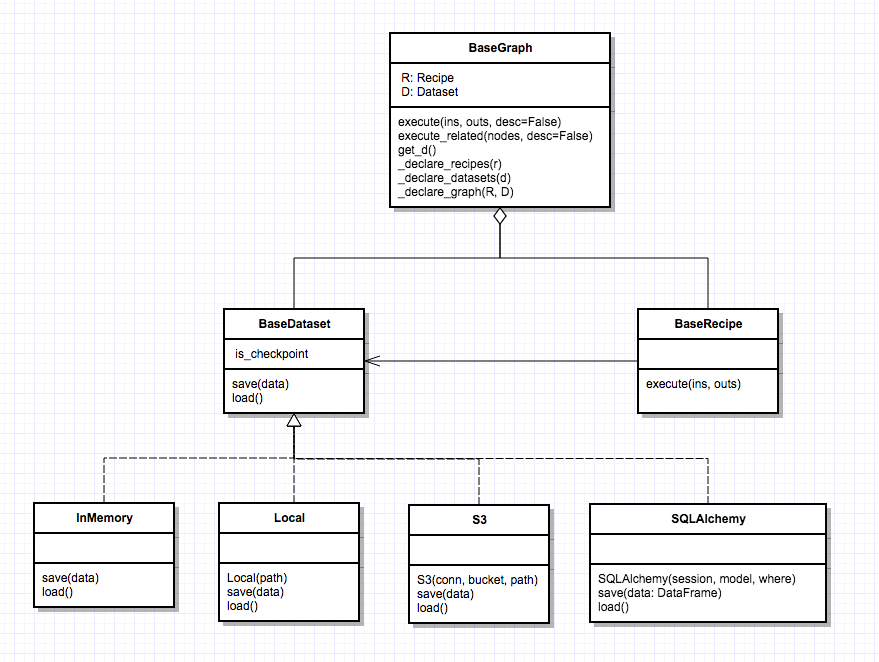 BaseGraph
R: Recipe
D: Dataset
execute(ins, outs, desc=False)
execute_related(nodes, desc=False)
get_d()
_declare_recipes(r)
_declare_datasets(d)
_declare_graph(R, D)
BaseDataset
is_checkpoint
save(data)
load()
BaseRecipe
execute(ins, outs)
InMemory
save(data)
load()
Local
Local(path)
save(data)
load()
S3
S3(conn, bucket, path)
save(data)
load()
SQLAlchemy
SQLAlchemy(session, model, where)
save(data: DataFrame)
load()